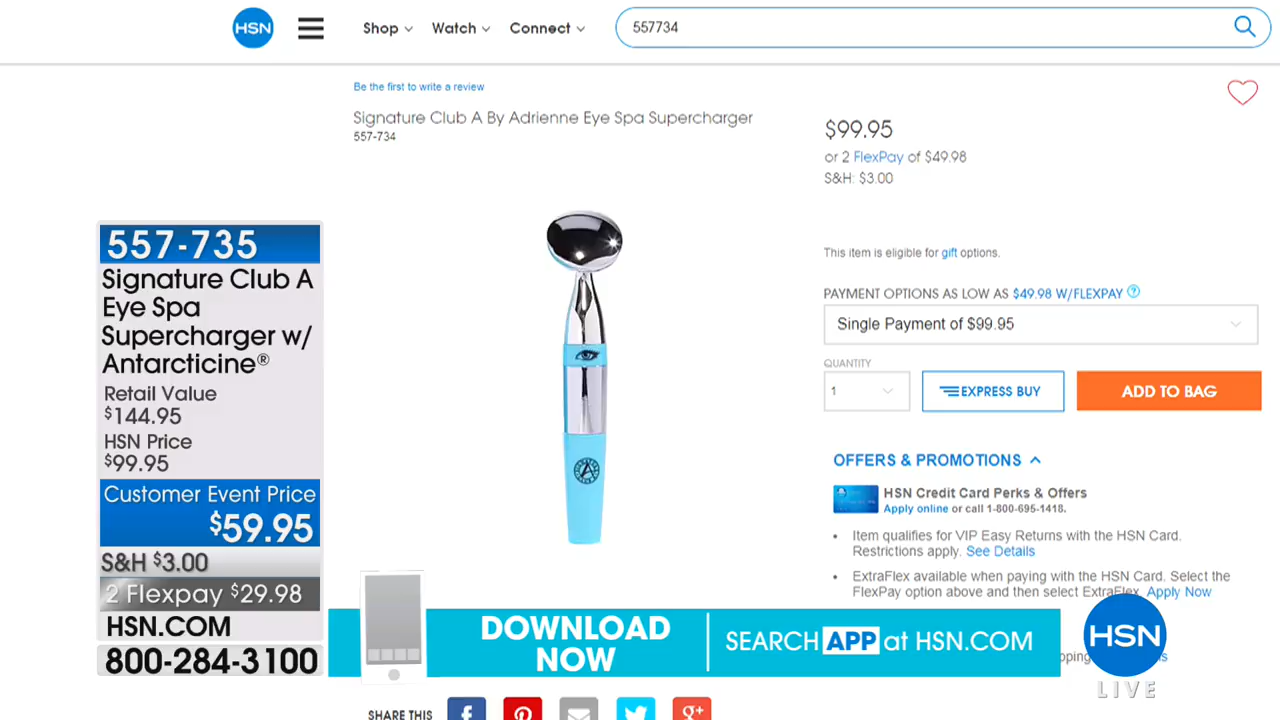 HSN
Shop
Watch
Connect
557734
Be the first to write a review
Signature Club A By Adrienne Eye Spa Supercharger
557-734
$99.95
or 2 FlexPay of $49.98
S&H: $3.00
This item is eligible for gift options.
PAYMENT OPTIONS AS LOW AS $49.98 W/FLEXPAY ?
Single Payment of $99.95
QUANTITY
1
EXPRESS BUY
ADD TO BAG
OFFERS & PROMOTIONS
HSN Credit Card Perks & Offers
Apply online or call 1-800-695-1418.
• Item qualifies for VIP Easy Returns with the HSN Card.
Restrictions apply. See Details
• ExtraFlex available when paying with the HSN Card. Select the
FlexPay option above and then select ExtraFlex. Apply Now
557-735
Signature Club A
Eye Spa
Supercharger w/
Antarcticine®
Retail Value
$144.95
HSN Price
$99.95
Customer Event Price
$59.95
S&H $3.00
2 Flexpay $29.98
HSN.COM
800-284-3100
DOWNLOAD
NOW
SEARCH APP at HSN.COM
HSN
LIVE
SHARE THIS